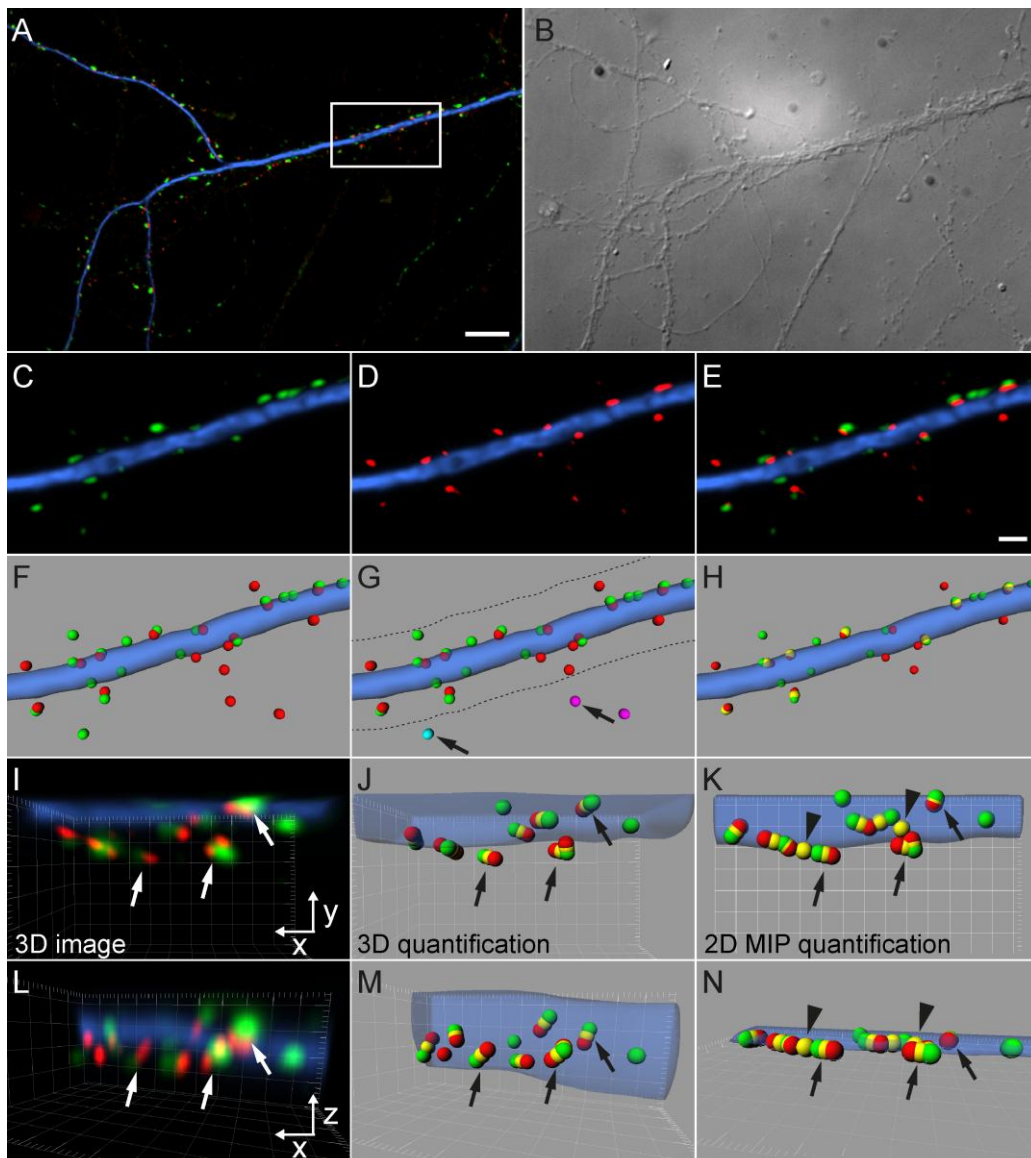 A
B
C
D
E
F
G
H
I
J
K
y
x
3D image
3D quantification
2D MIP quantification
L
M
N
z
x